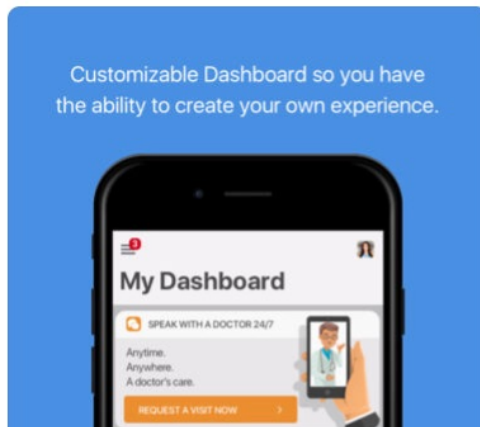 Customizable Dashboard so you have
the ability to create your own experience.
3
My Dashboard
SPEAK WITH A DOCTOR 24/7
Anytime.
Anywhere.
A doctor's care.
REQUEST A VISIT NOW >